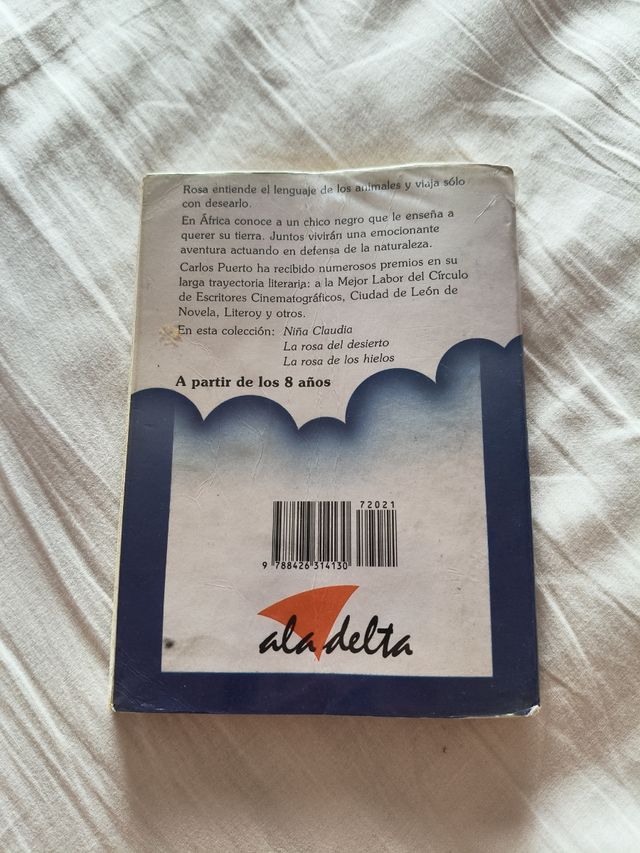 Rosa entiende el lenguaje de los animales y viaja sólo
con desearlo.
En África conoce a un chico negro que le enseña a
querer su tierra. Juntos vivirán una emocionante
aventura actuando en defensa de la naturaleza.
Carlos Puerto ha recibido numerosos premios en su
larga trayectoria literaria: a la Mejor Labor del Círculo
de Escritores Cinematográficos, Ciudad de León de
Novela, Literoy y otros.
En esta colección: Niña Claudia
La rosa del desierto
La rosa de los hielos
A partir de los 8 años
72021
9 788426 314130
ala delta